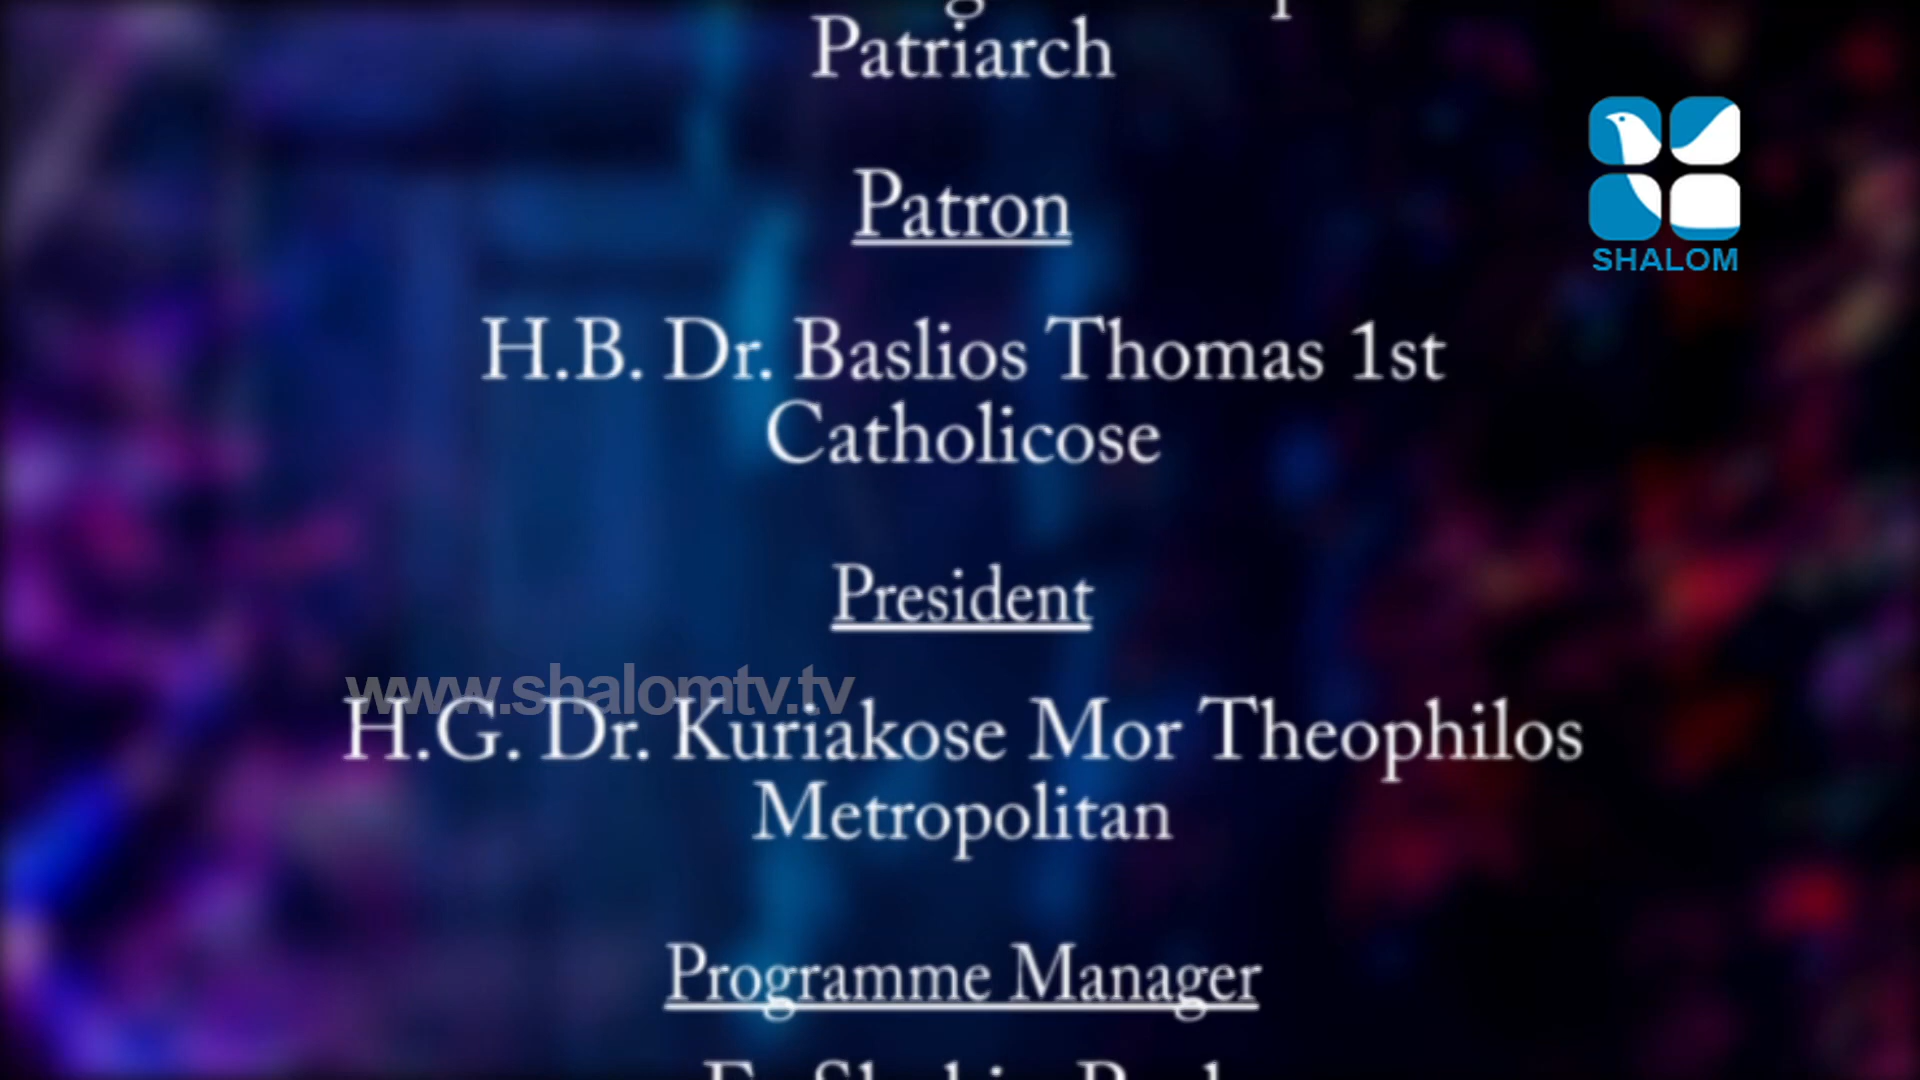 Patriarch
Patron
SHALOM
H.B. Dr. Baslios Thomas 1st
Catholicose
President
www.shalomtv.tv
H.G. Dr. Kuriakose Mor Theophilos
Metropolitan
Programme Manager